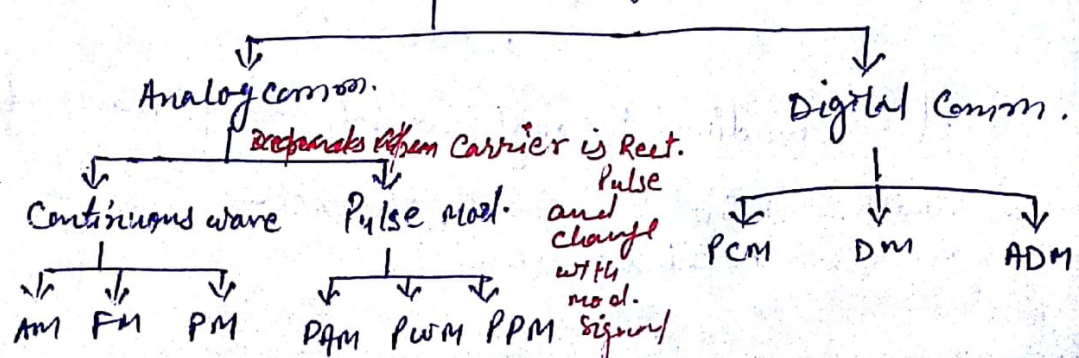 Analog comm.
Digital Comm.
when Carrier is Rect.
Pulse
and
change
with
mod.
signal
Continuous wave
Pulse Mod.
PCM
DM
ADM
AM FM PM
PAM PWM PPM